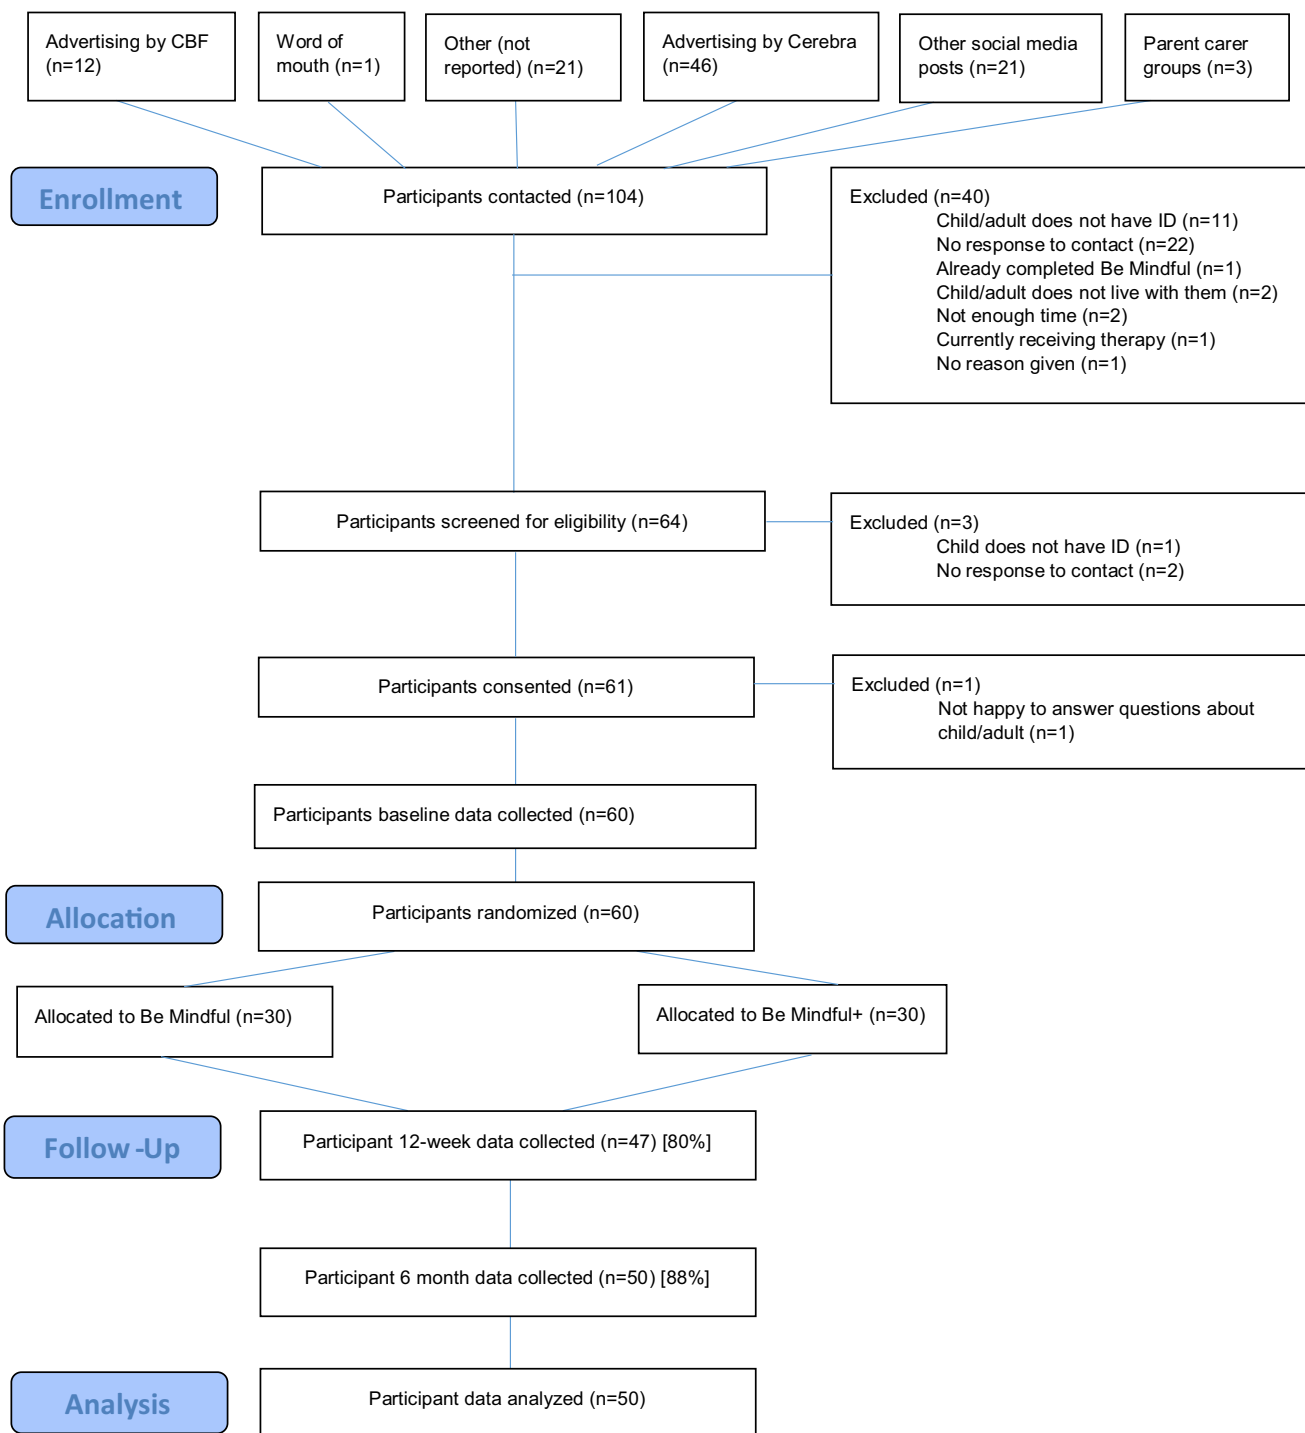 Advertising by CBF
(n=12)
Word of
mouth (n=1)
Other (not
reported) (n=21)
Advertising by Cerebra
(n=46)
Other social media
posts (n=21)
Parent carer
groups (n=3)
Enrollment
Participants contacted (n=104)
Excluded (n=40)
Child/adult does not have ID (n=11)
No response to contact (n=22)
Already completed Be Mindful (n=1)
Child/adult does not live with them (n=2)
Not enough time (n=2)
Currently receiving therapy (n=1)
No reason given (n=1)
Participants screened for eligibility (n=64)
Excluded (n=3)
Child does not have ID (n=1)
No response to contact (n=2)
Participants consented (n=61)
Excluded (n=1)
Not happy to answer questions about
child/adult (n=1)
Participants baseline data collected (n=60)
Allocation
Participants randomized (n=60)
Allocated to Be Mindful (n=30)
Allocated to Be Mindful+ (n=30)
Follow -Up
Participant 12-week data collected (n=47) [80%]
Participant 6 month data collected (n=50) [88%]
Analysis
Participant data analyzed (n=50)